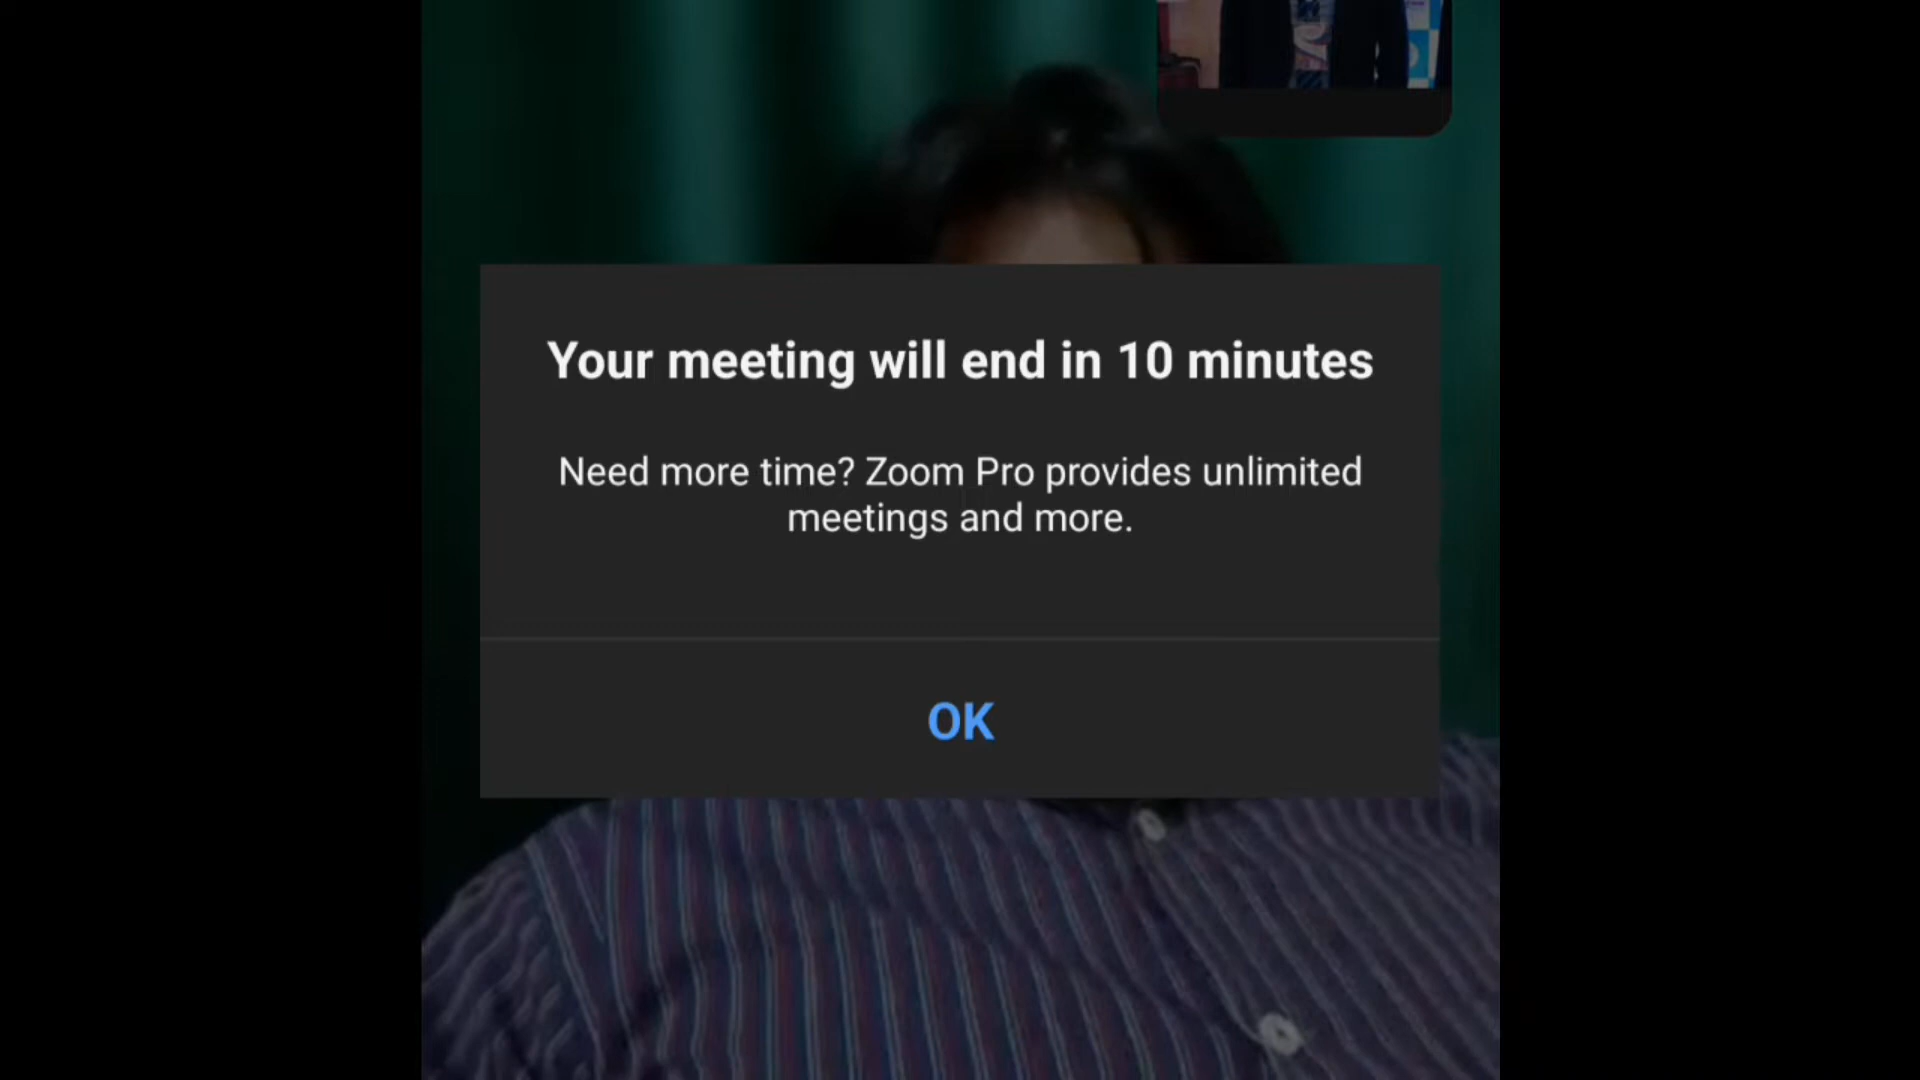 Your meeting will end in 10 minutes
Need more time? Zoom Pro provides unlimited
meetings and more.
OK